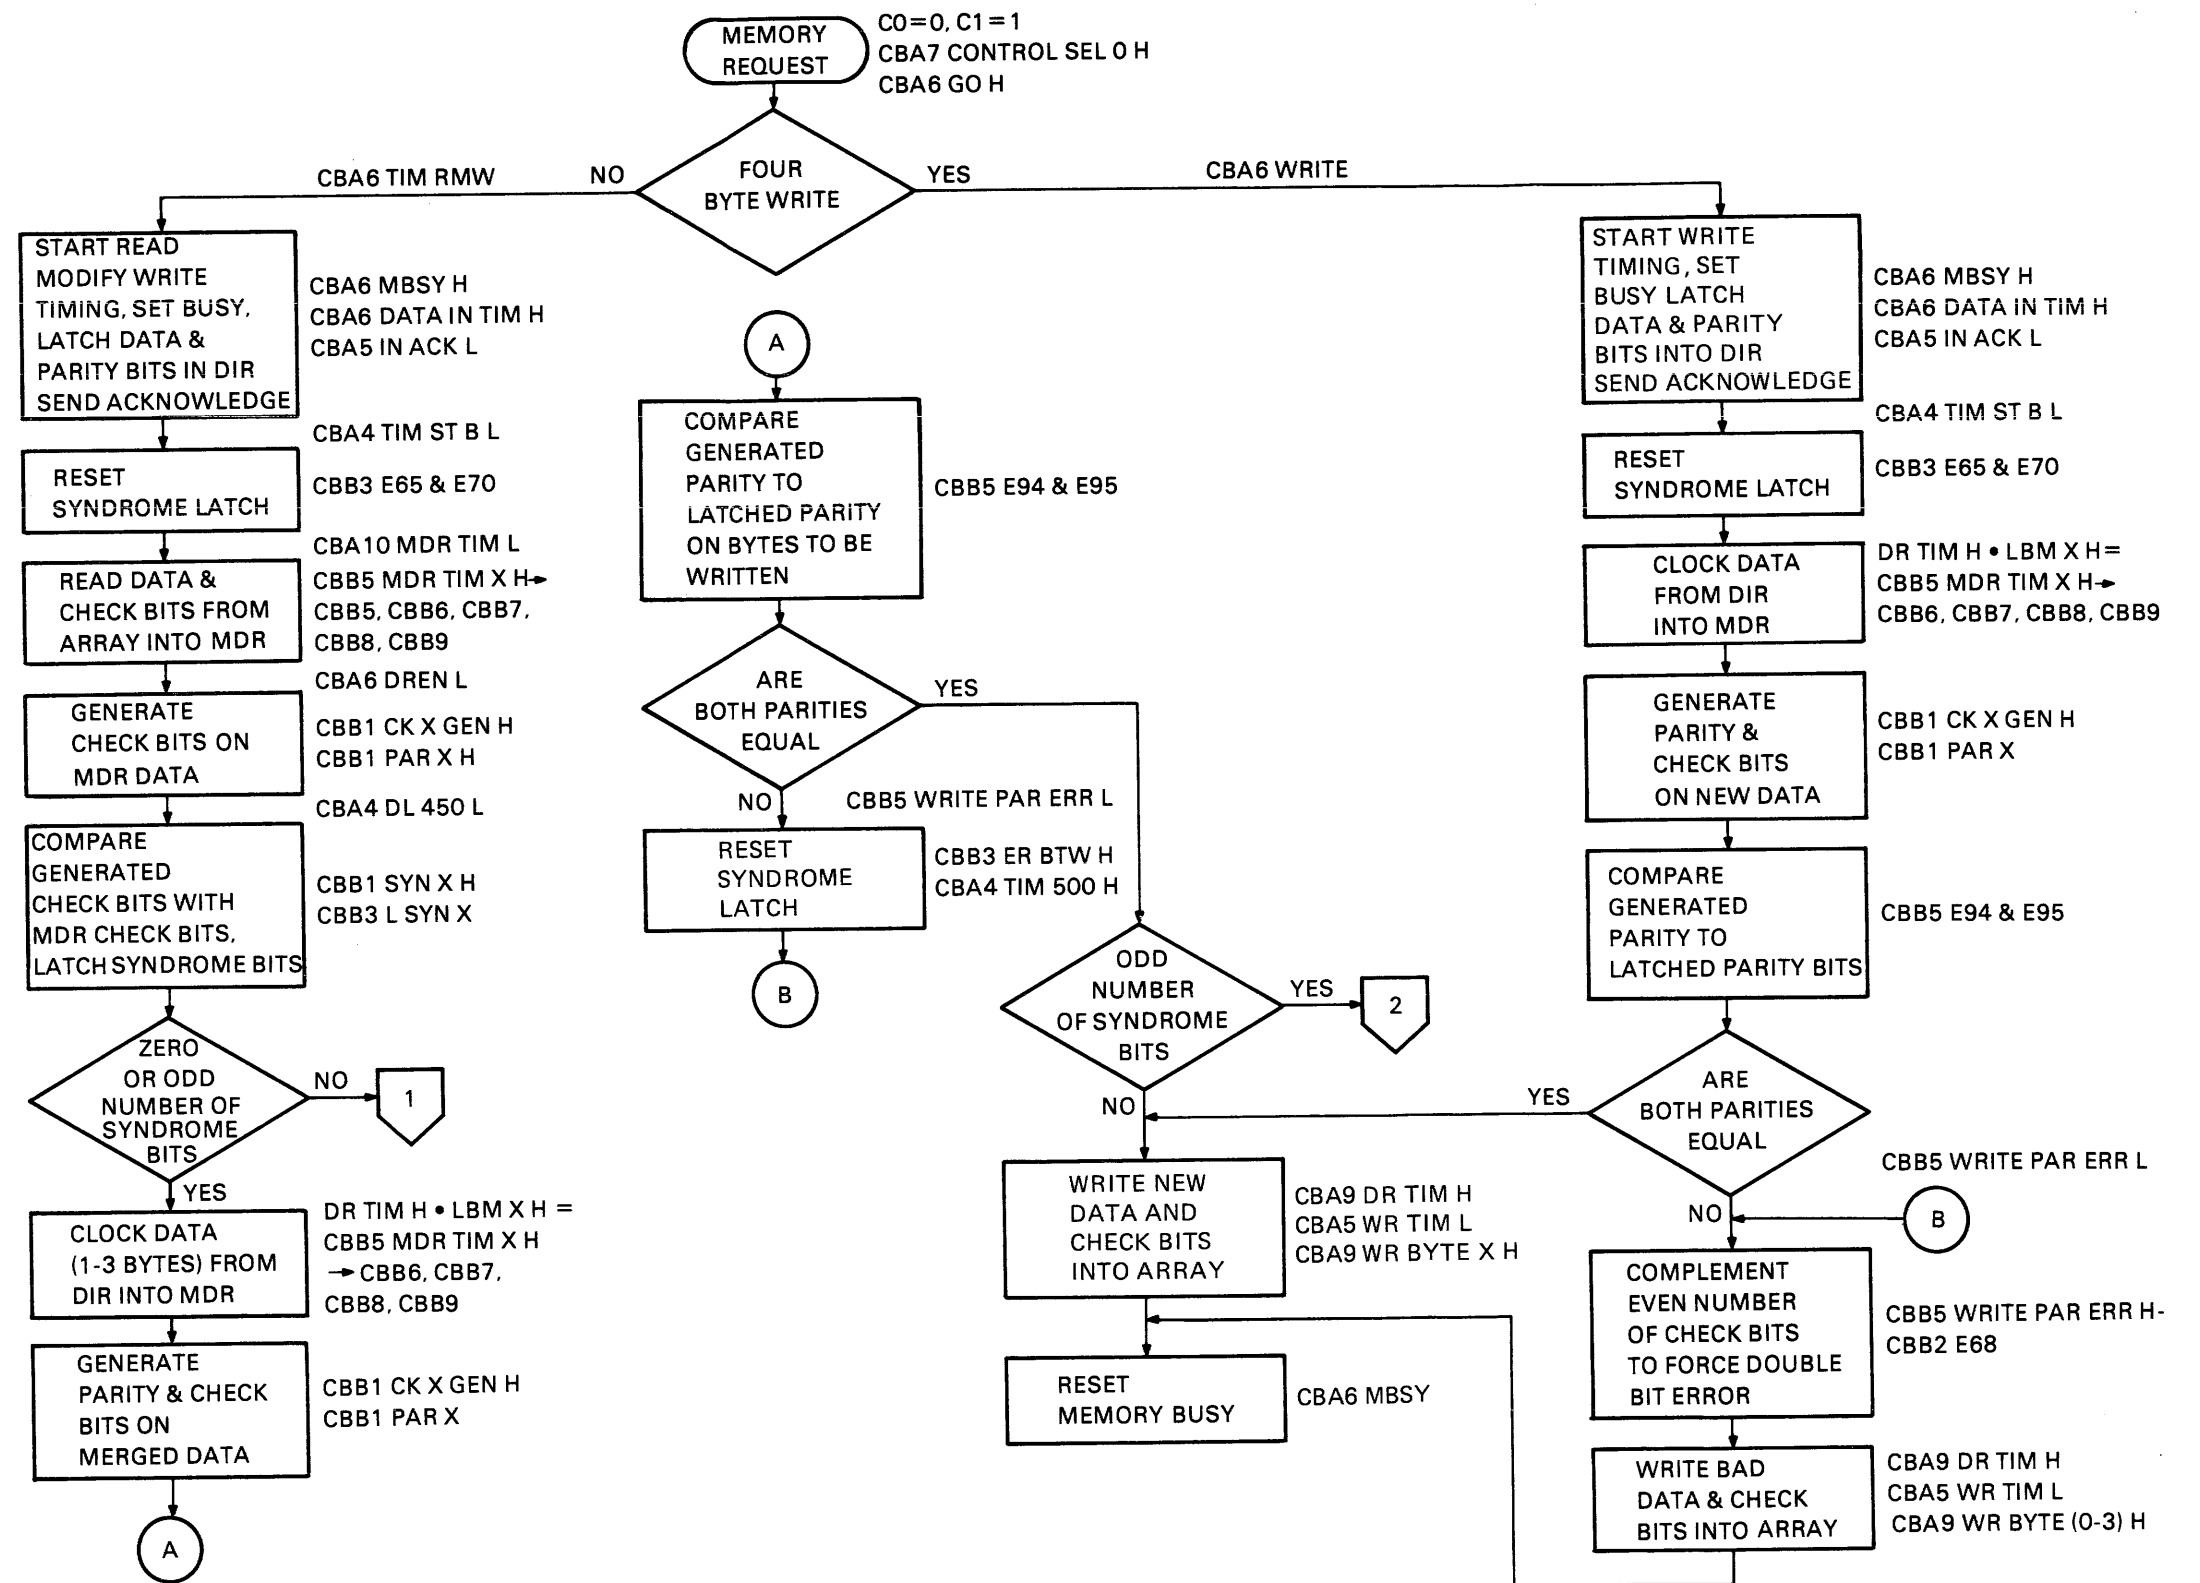 MEMORY
REQUEST
C0=0, C1=1
CBA7 CONTROL SEL 0 H
CBA6 GO H
FOUR
BYTE WRITE
NO
CBA6 TIM RMW
YES
CBA6 WRITE
START READ
MODIFY WRITE
TIMING, SET BUSY,
LATCH DATA &
PARITY BITS IN DIR
SEND ACKNOWLEDGE
CBA6 MBSY H
CBA6 DATA IN TIM H
CBA5 IN ACK L
CBA4 TIM ST B L
RESET
SYNDROME LATCH
CBB3 E65 & E70
CBA10 MDR TIM L
READ DATA &
CHECK BITS FROM
ARRAY INTO MDR
CBB5 MDR TIM X H→
CBB5, CBB6, CBB7,
CBB8, CBB9
CBA6 DREN L
GENERATE
CHECK BITS ON
MDR DATA
CBB1 CK X GEN H
CBB1 PAR X H
CBA4 DL 450 L
COMPARE
GENERATED
CHECK BITS WITH
MDR CHECK BITS,
LATCH SYNDROME BITS
CBB1 SYN X H
CBB3 L SYN X
ZERO
OR ODD
NUMBER OF
SYNDROME
BITS
NO
1
YES
CLOCK DATA
(1-3 BYTES) FROM
DIR INTO MDR
DR TIM H • LBM X H =
CBB5 MDR TIM X H
→ CBB6, CBB7,
CBB8, CBB9
GENERATE
PARITY & CHECK
BITS ON
MERGED DATA
CBB1 CK X GEN H
CBB1 PAR X
A
A
COMPARE
GENERATED
PARITY TO
LATCHED PARITY
ON BYTES TO BE
WRITTEN
CBB5 E94 & E95
ARE
BOTH PARITIES
EQUAL
YES
NO
CBB5 WRITE PAR ERR L
RESET
SYNDROME
LATCH
CBB3 ER BTW H
CBA4 TIM 500 H
B
ODD
NUMBER
OF SYNDROME
BITS
YES
2
NO
WRITE NEW
DATA AND
CHECK BITS
INTO ARRAY
CBA9 DR TIM H
CBA5 WR TIM L
CBA9 WR BYTE X H
RESET
MEMORY BUSY
CBA6 MBSY
START WRITE
TIMING, SET
BUSY LATCH
DATA & PARITY
BITS INTO DIR
SEND ACKNOWLEDGE
CBA6 MBSY H
CBA6 DATA IN TIM H
CBA5 IN ACK L
CBA4 TIM ST B L
RESET
SYNDROME LATCH
CBB3 E65 & E70
CLOCK DATA
FROM DIR
INTO MDR
DR TIM H • LBM X H =
CBB5 MDR TIM X H→
CBB6, CBB7, CBB8, CBB9
GENERATE
PARITY &
CHECK BITS
ON NEW DATA
CBB1 CK X GEN H
CBB1 PAR X
COMPARE
GENERATED
PARITY TO
LATCHED PARITY BITS
CBB5 E94 & E95
ARE
BOTH PARITIES
EQUAL
YES
CBB5 WRITE PAR ERR L
NO
B
COMPLEMENT
EVEN NUMBER
OF CHECK BITS
TO FORCE DOUBLE
BIT ERROR
CBB5 WRITE PAR ERR H-
CBB2 E68
WRITE BAD
DATA & CHECK
BITS INTO ARRAY
CBA9 DR TIM H
CBA5 WR TIM L
CBA9 WR BYTE (0-3) H